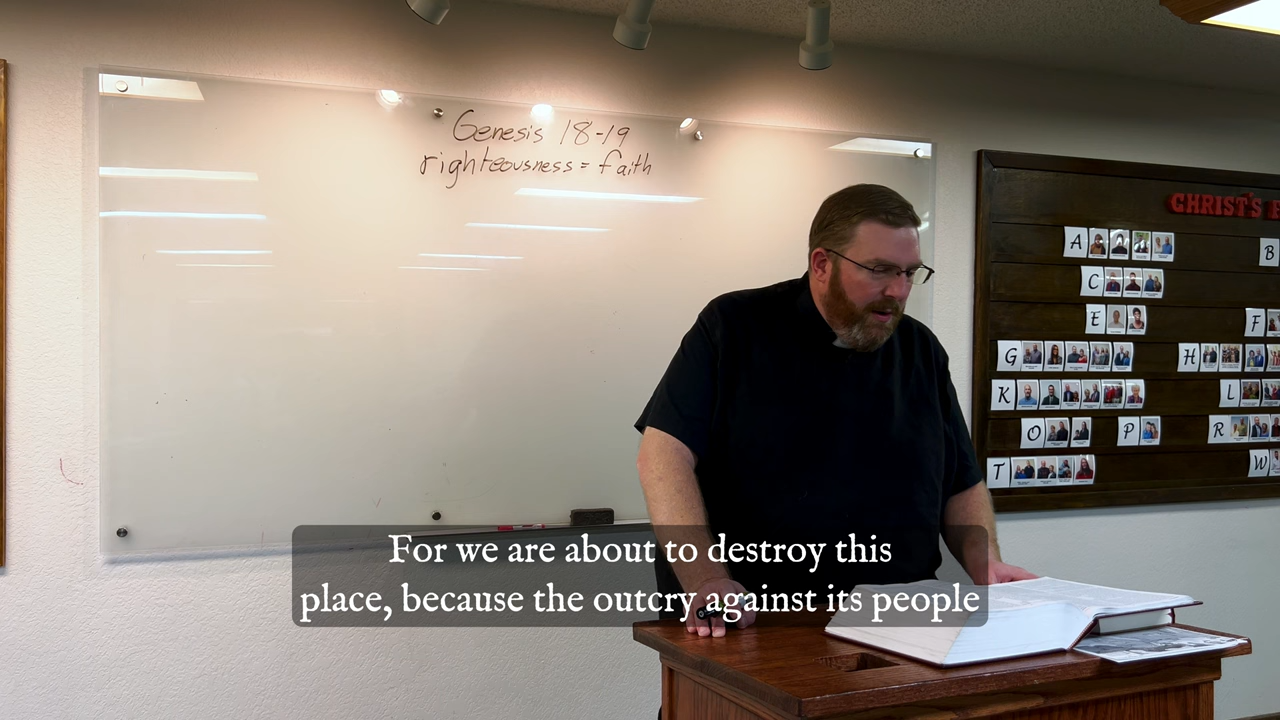 Genesis 18-19
righteousness = faith
CHRIST'S
A
B
C
E
F
G
H
K
L
O
P
R
T
W
For we are about to destroy this
place, because the outcry against its people